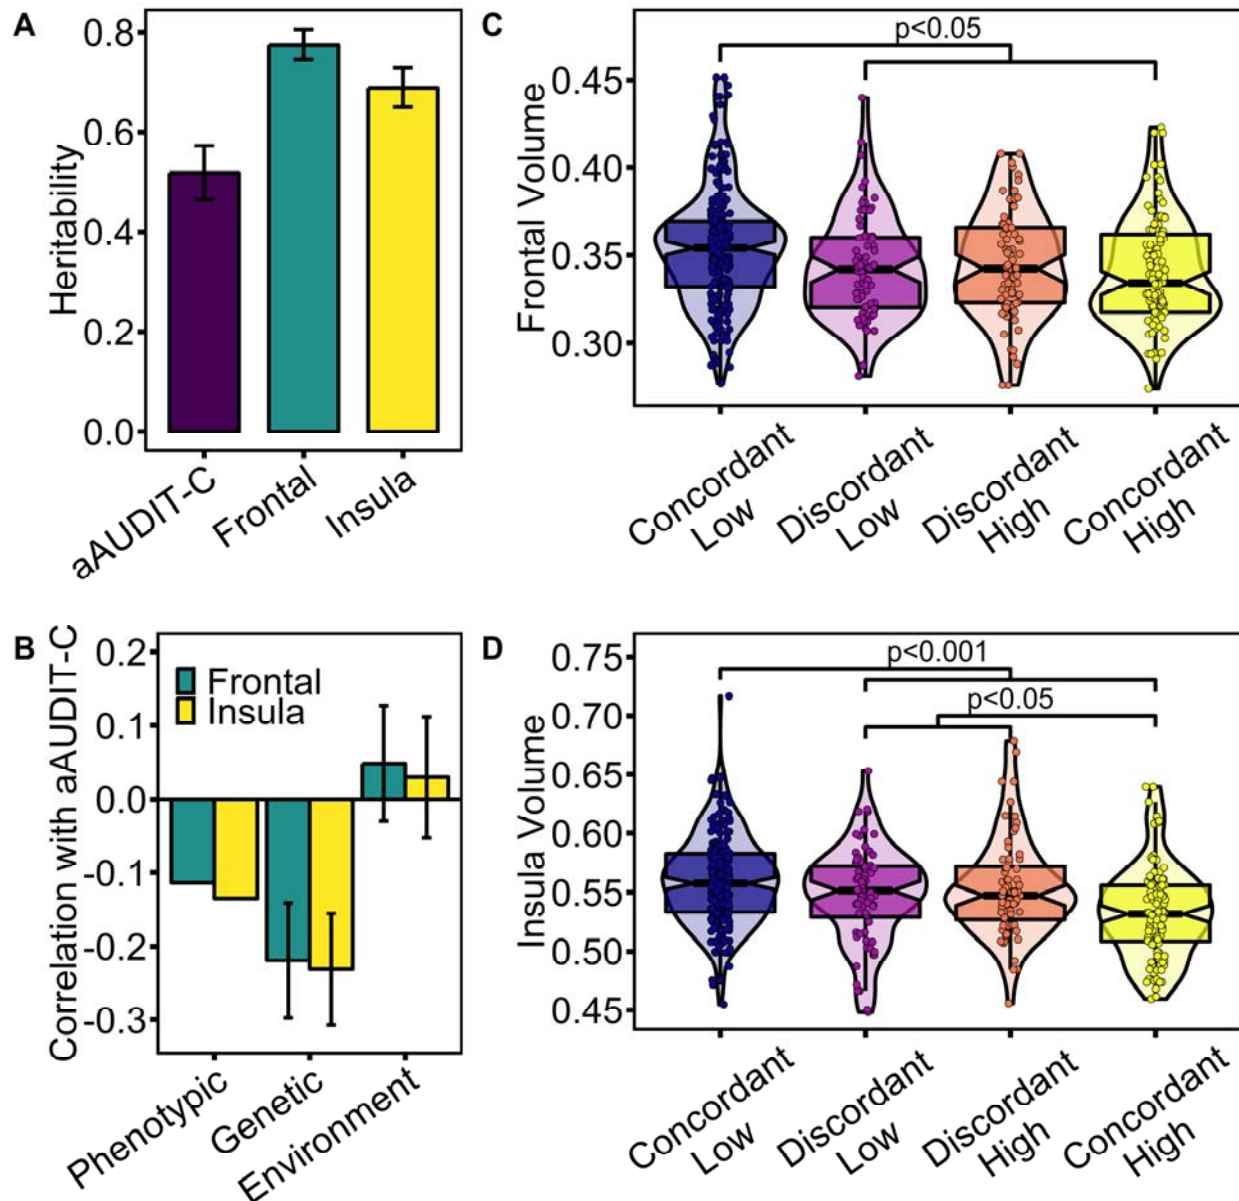 A
Heritability
0.8
0.6
0.4
0.2
0.0
aAUDIT-C
Frontal
Insula
C
p<0.05
Frontal Volume
0.45
0.40
0.35
0.30
Concordant
Low
Discordant
Low
Discordant
High
Concordant
High
B
Correlation with aAUDIT-C
0.2
0.1
0.0
-0.1
-0.2
-0.3
Frontal
Insula
Phenotypic
Genetic
Environment
D
p<0.001
p<0.05
Insula Volume
0.75
0.70
0.65
0.60
0.55
0.50
0.45
Concordant
Low
Discordant
Low
Discordant
High
Concordant
High